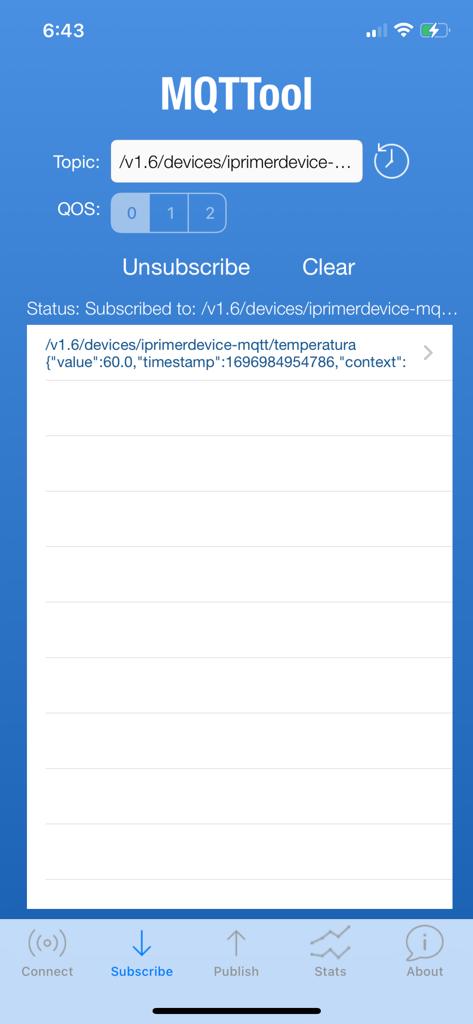 6:43
MQTTool
Topic: /v1.6/devices/iprimerdevice-...
QOS: 0 1 2
Unsubscribe Clear
Status: Subscribed to: /v1.6/devices/iprimerdevice-mq...
/v1.6/devices/iprimerdevice-mqtt/temperatura
{"value":60.0,"timestamp":1696984954786,"context":
Connect Subscribe Publish Stats About